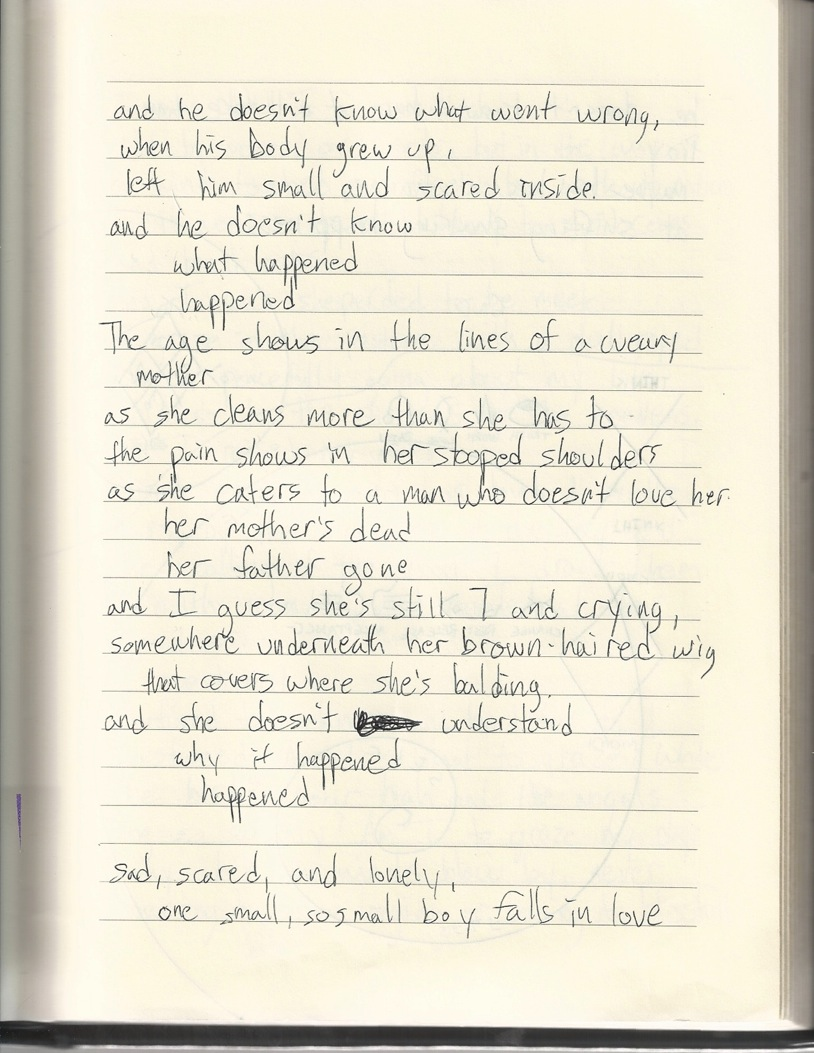 and he doesn't know what went wrong,
when his body grew up,
left him small and scared inside.
and he doesn't know
what happened
happened
The age shows in the lines of a weary
mother
as she cleans more than she has to
the pain shows in her stooped shoulders
as she caters to a man who doesn't love her.
her mother's dead
her father gone
and I guess she's still 7 and crying,
somewhere underneath her brown-haired wig
that covers where she's balding.
and she doesn't understand
why it happened
happened
sad, scared, and lonely,
one small, so small boy falls in love